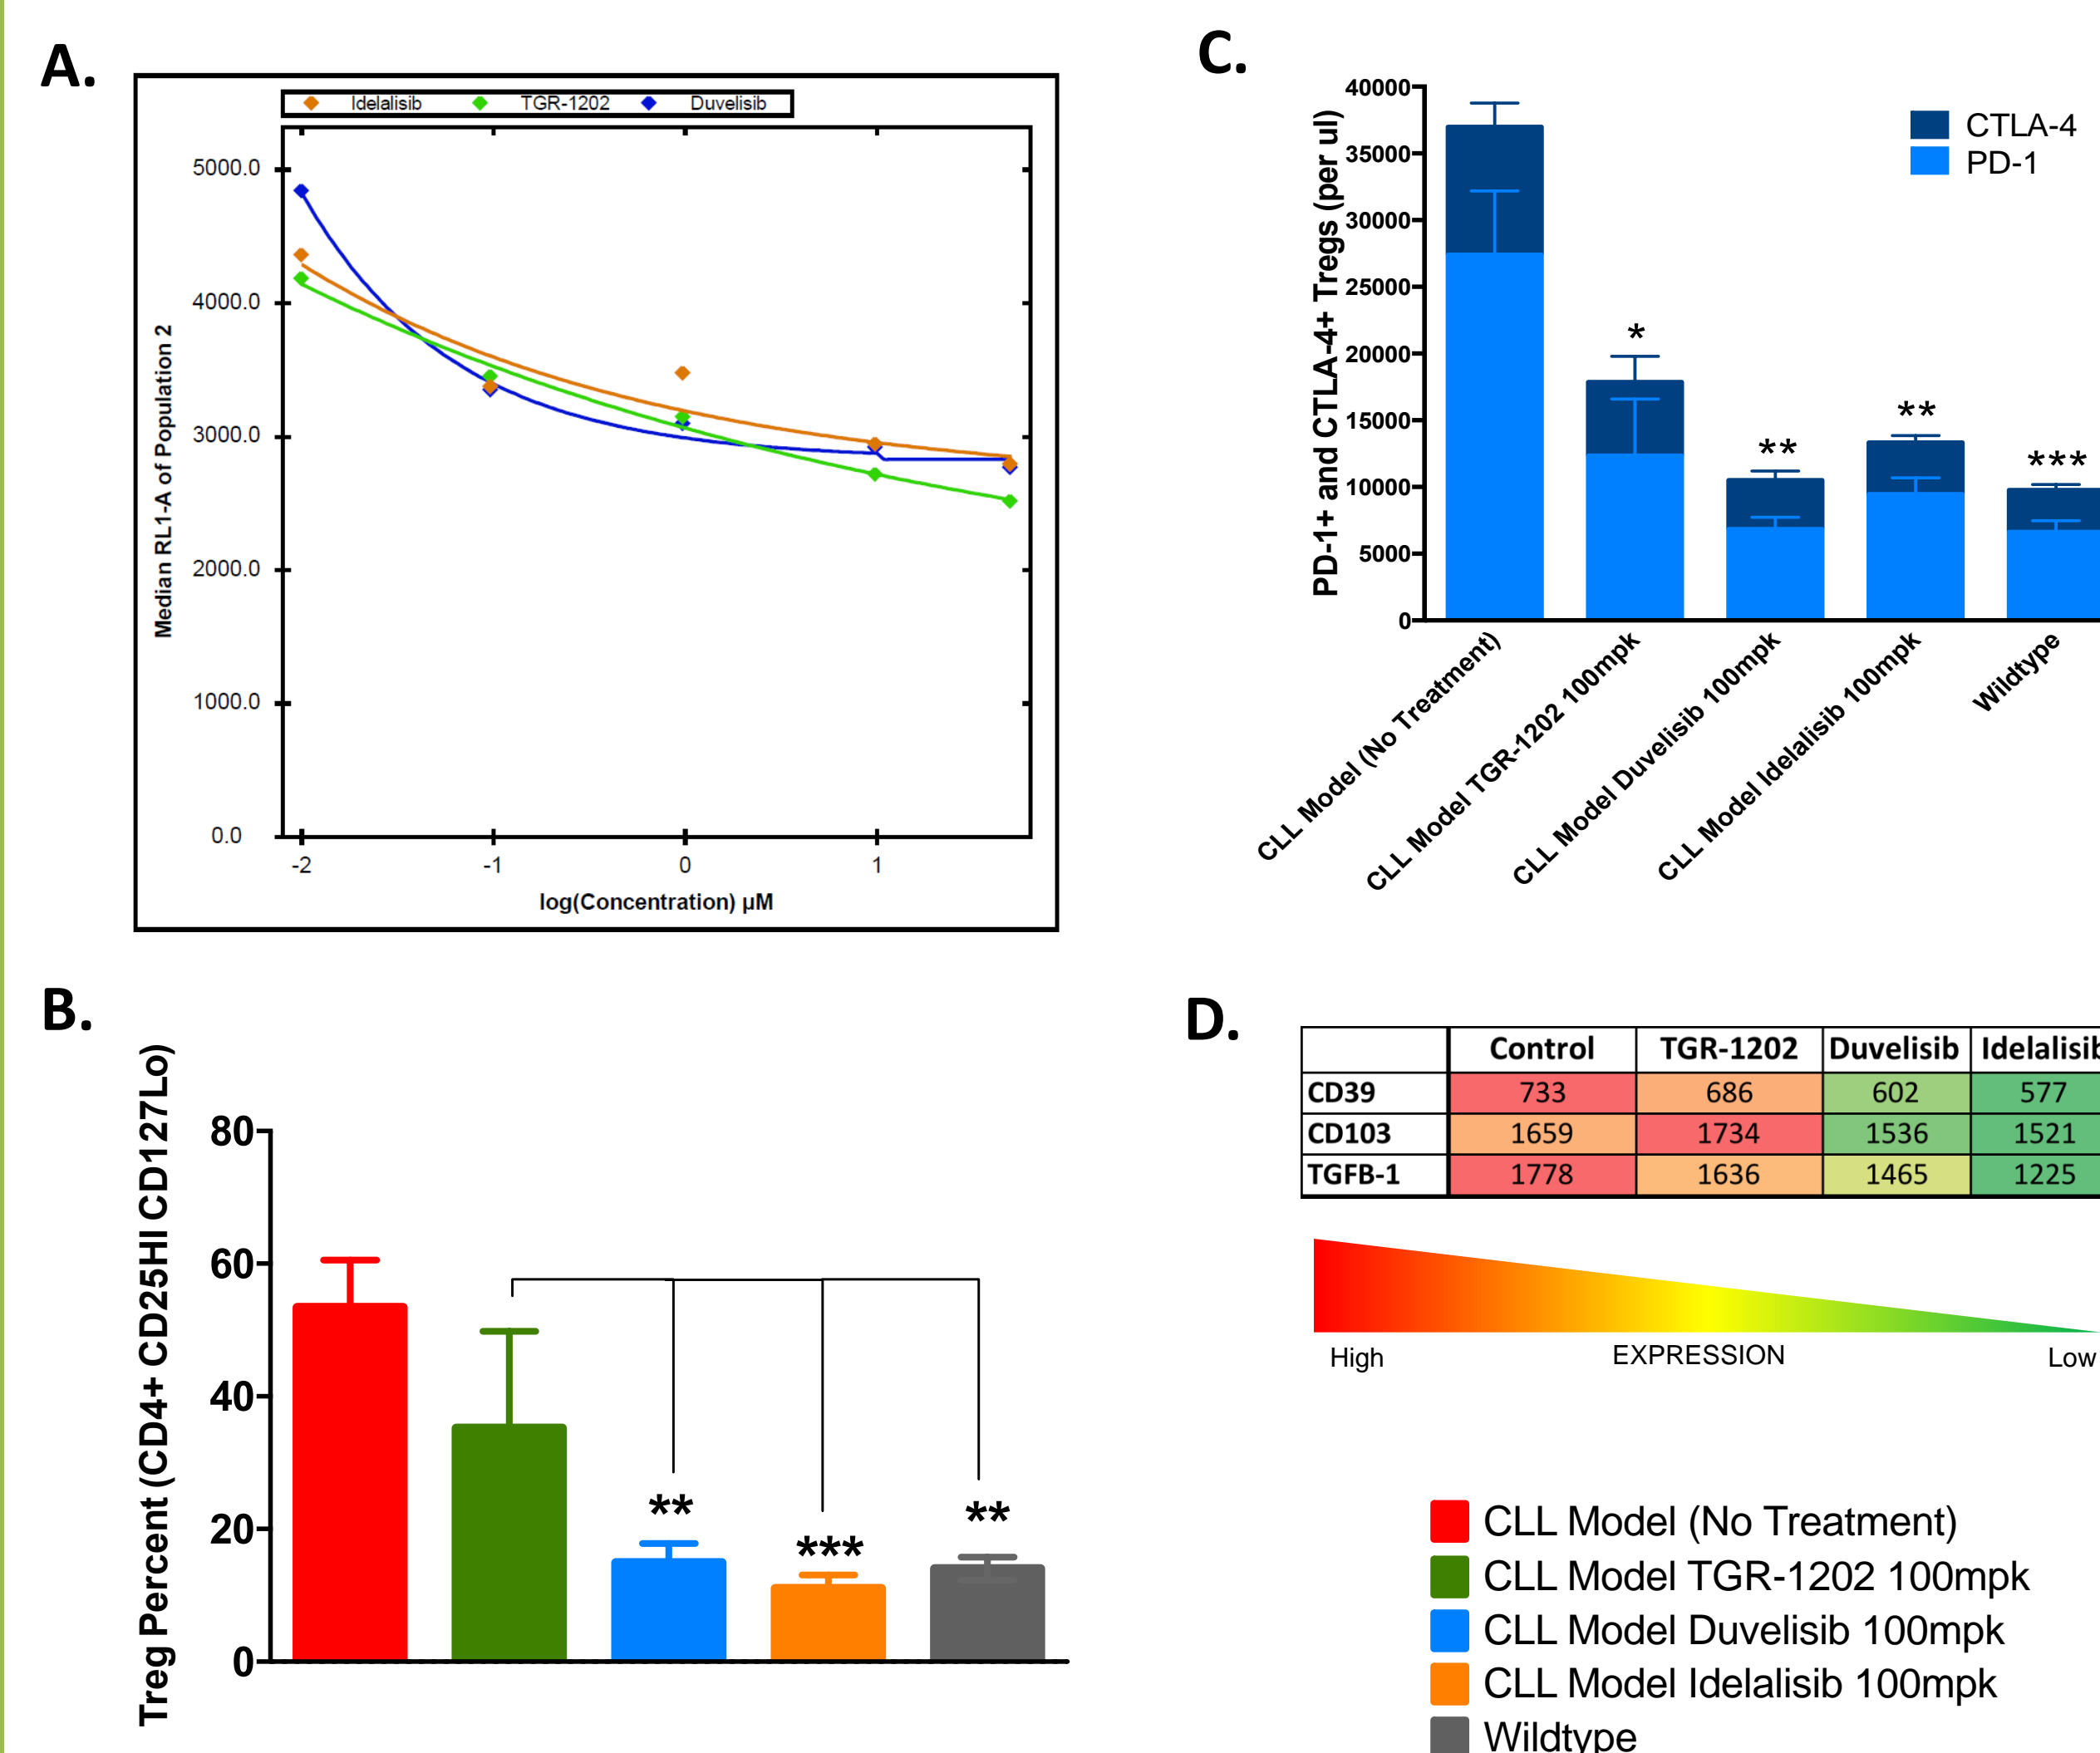 A.
Idelalisib TGR-1202 Duvelisib
5000.0
4000.0
3000.0
2000.0
1000.0
0.0
Median RL1-A of Population 2
-2 -1 0 1
log(Concentration) µM
B.
Treg Percent (CD4+ CD25HI CD127Lo)
80
60
40
20
0
** *** **
C.
PD-1+ and CTLA-4+ Tregs (per ul)
40000
35000
30000
25000
20000
15000
10000
5000
0
CTLA-4
PD-1
* ** ** ***
CLL Model (No Treatment)
CLL Model TGR-1202 100mpk
CLL Model Duvelisib 100mpk
CLL Model Idelalisib 100mpk
Wildtype
D.
Control TGR-1202 Duvelisib Idelalisib
CD39 733 686 602 577
CD103 1659 1734 1536 1521
TGFB-1 1778 1636 1465 1225
High EXPRESSION Low
CLL Model (No Treatment)
CLL Model TGR-1202 100mpk
CLL Model Duvelisib 100mpk
CLL Model Idelalisib 100mpk
Wildtype